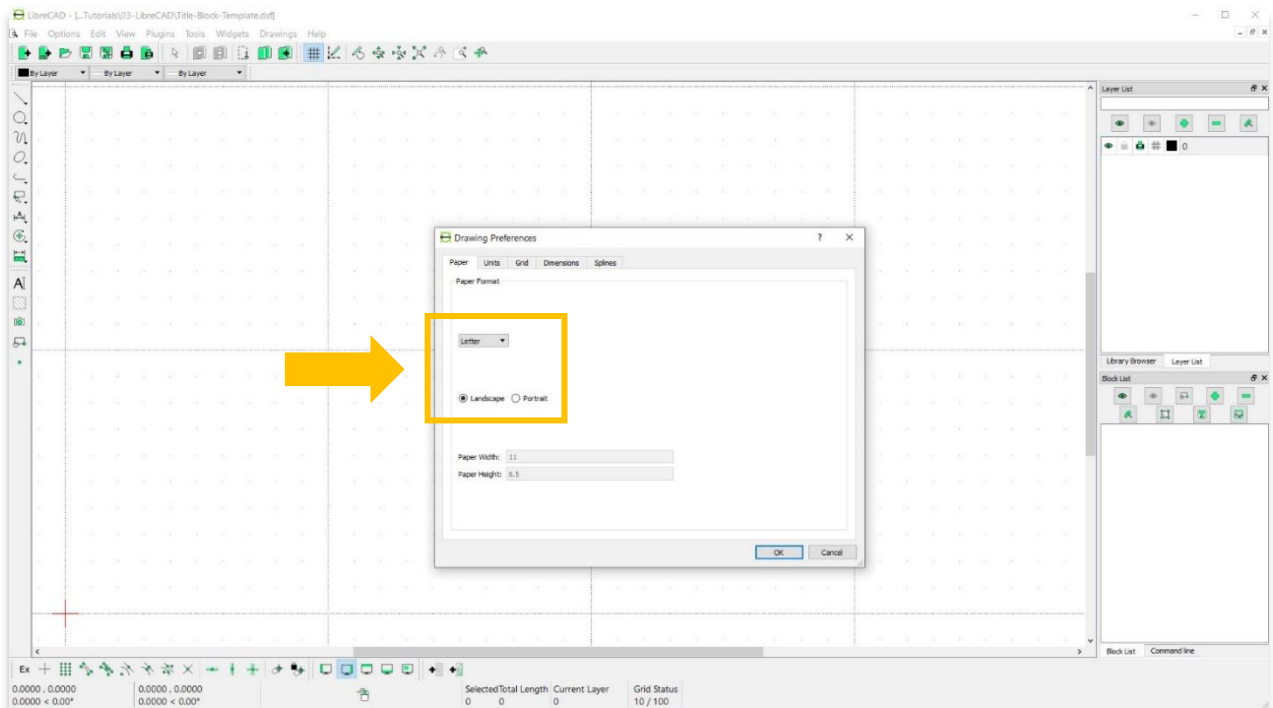 LibreCAD - [...Tutorials\03-LibreCAD\Title-Block-Template.dxf]
File Options Edit View Plugins Tools Widgets Drawings Help
By Layer By Layer By Layer
Layer List
0
Drawing Preferences ? ×
Paper Units Grid Dimensions Splines
Paper Format
Letter
Landscape Portrait
Paper Width: 11
Paper Height: 8.5
OK Cancel
Library Browser Layer List
Block List
Block List Command line
Ex
0.0000 , 0.0000 0.0000 , 0.0000 Selected Total Length Current Layer Grid Status
0.0000 < 0.00° 0.0000 < 0.00° 0 0 0 10 / 100